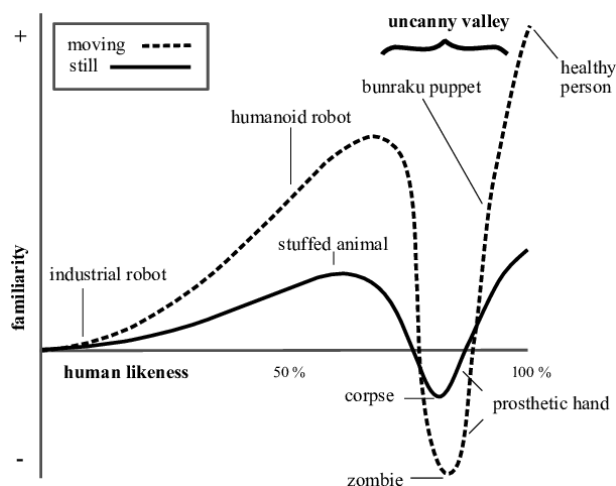 +
uncanny valley
moving
still
healthy
person
bunraku puppet
humanoid robot
stuffed animal
industrial robot
familiarity
human likeness
50 %
100 %
corpse
prosthetic hand
-
zombie